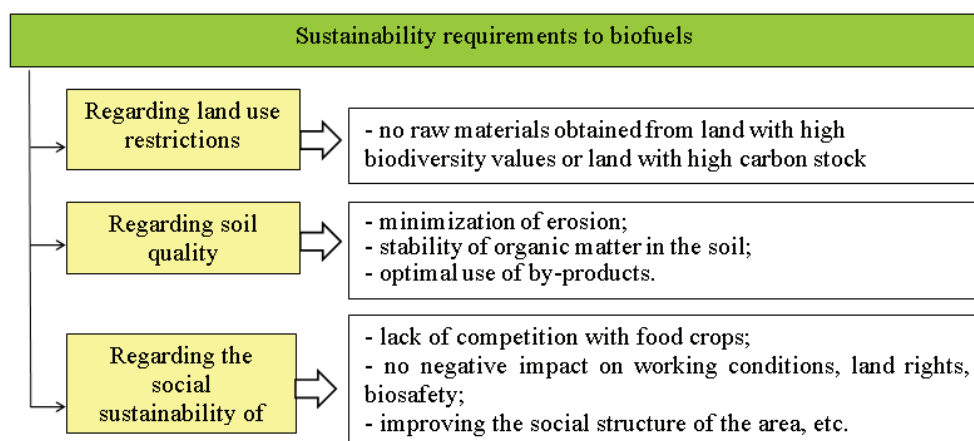 Sustainability requirements to biofuels
Regarding land use
restrictions
- no raw materials obtained from land with high
biodiversity values or land with high carbon stock
Regarding soil
quality
- minimization of erosion;
- stability of organic matter in the soil;
- optimal use of by-products.
Regarding the
social
sustainability of
- lack of competition with food crops;
- no negative impact on working conditions, land rights,
biosafety;
- improving the social structure of the area, etc.